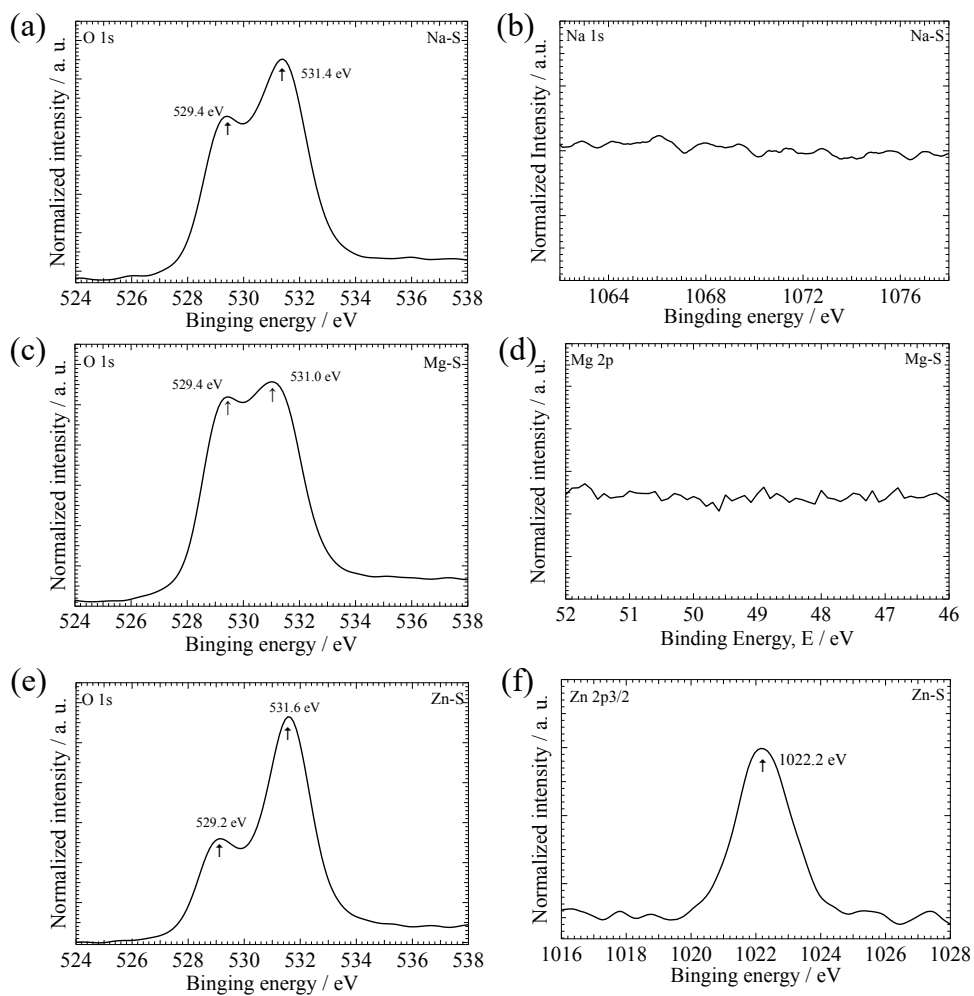 (a)
O 1s
Na-S
529.4 eV
531.4 eV
Normalized intensity / a. u.
524 526 528 530 532 534 536 538
Binging energy / eV
(b)
Na 1s
Na-S
Normalized Intensity / a. u.
1064 1068 1072 1076
Bingding energy / eV
(c)
O 1s
Mg-S
529.4 eV
531.0 eV
Normalized intensity / a. u.
524 526 528 530 532 534 536 538
Binging energy / eV
(d)
Mg 2p
Mg-S
Normalized intensity / a. u.
52 51 50 49 48 47 46
Binding Energy, E / eV
(e)
O 1s
Zn-S
531.6 eV
529.2 eV
Normalized intensity / a. u.
524 526 528 530 532 534 536 538
Binging energy / eV
(f)
Zn 2p3/2
Zn-S
1022.2 eV
Normalized intensity / a. u.
1016 1018 1020 1022 1024 1026 1028
Binging energy / eV